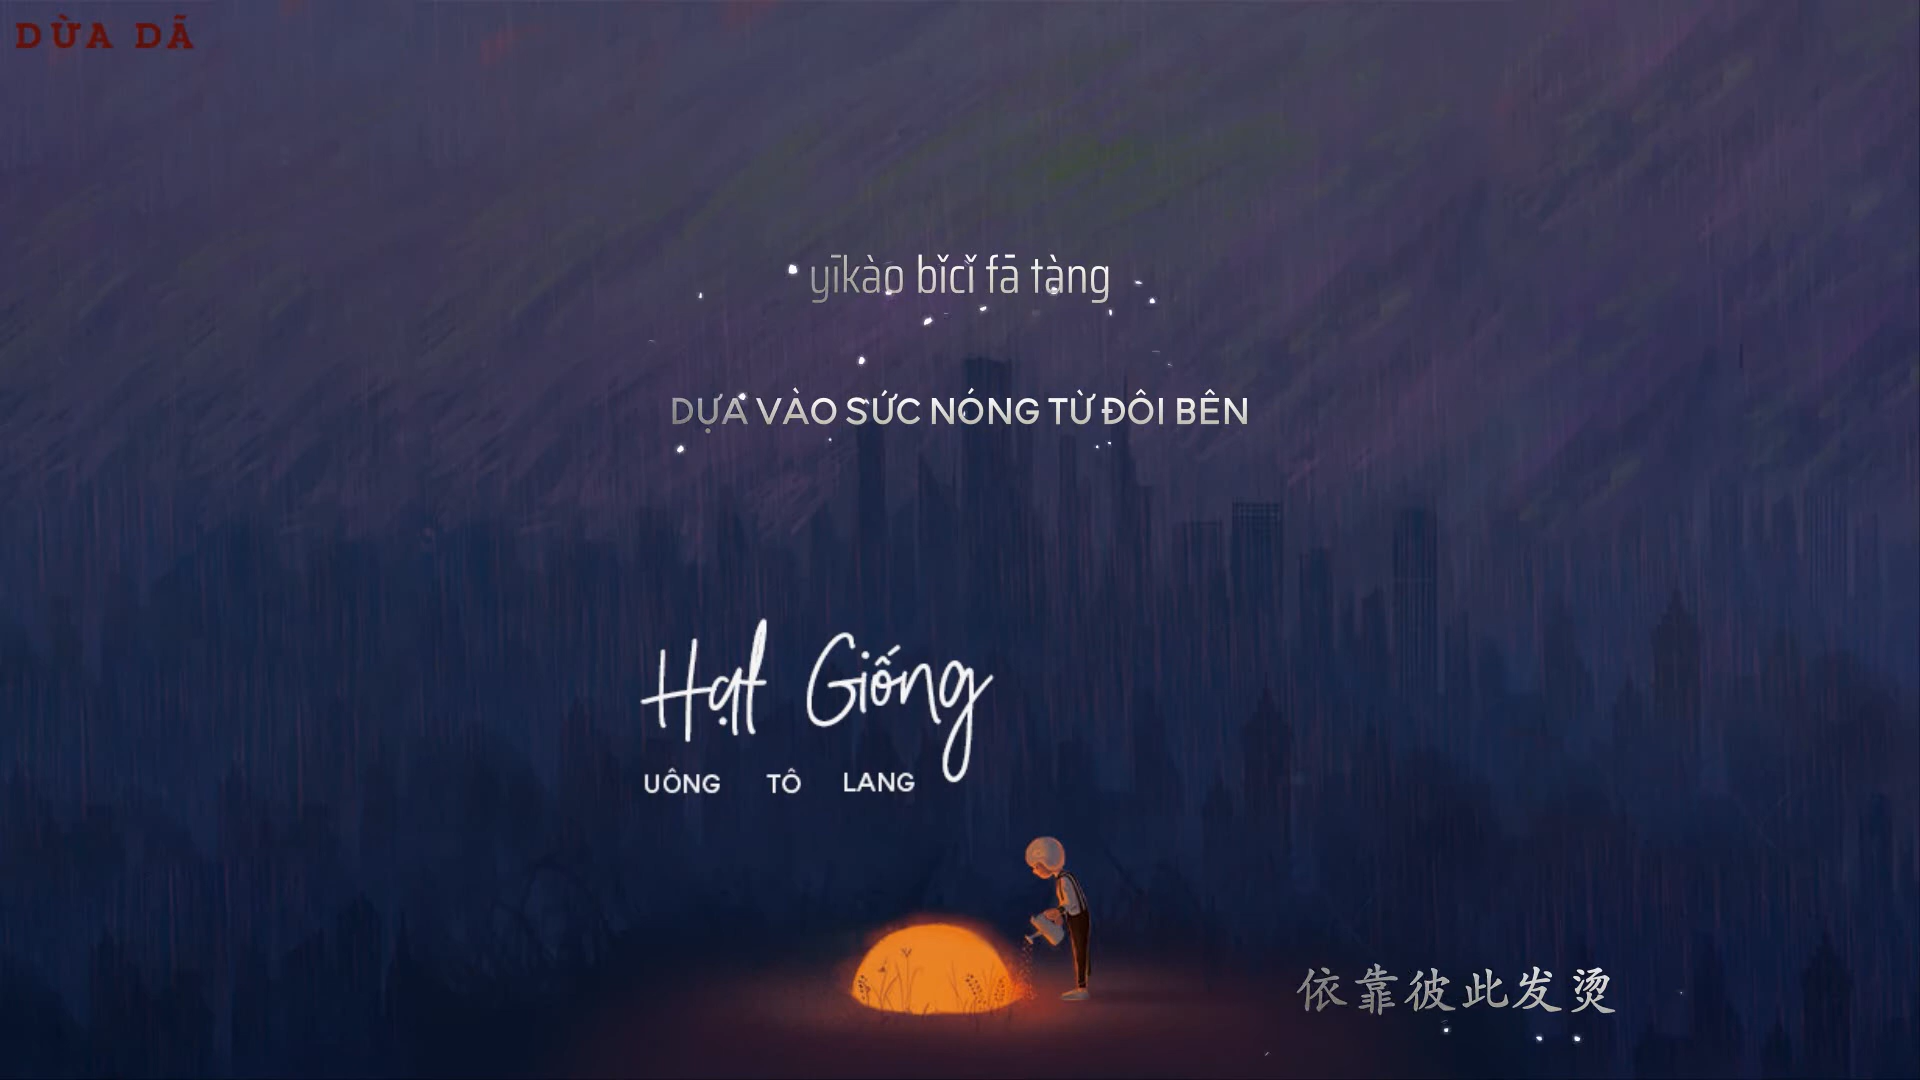 DỪA DÃ
yīkào bǐcǐ fā tàng
DỰA VÀO SỨC NÓNG TỪ ĐÔI BÊN
Hạt Giống
UÔNG TÔ LANG
依靠彼此发烫